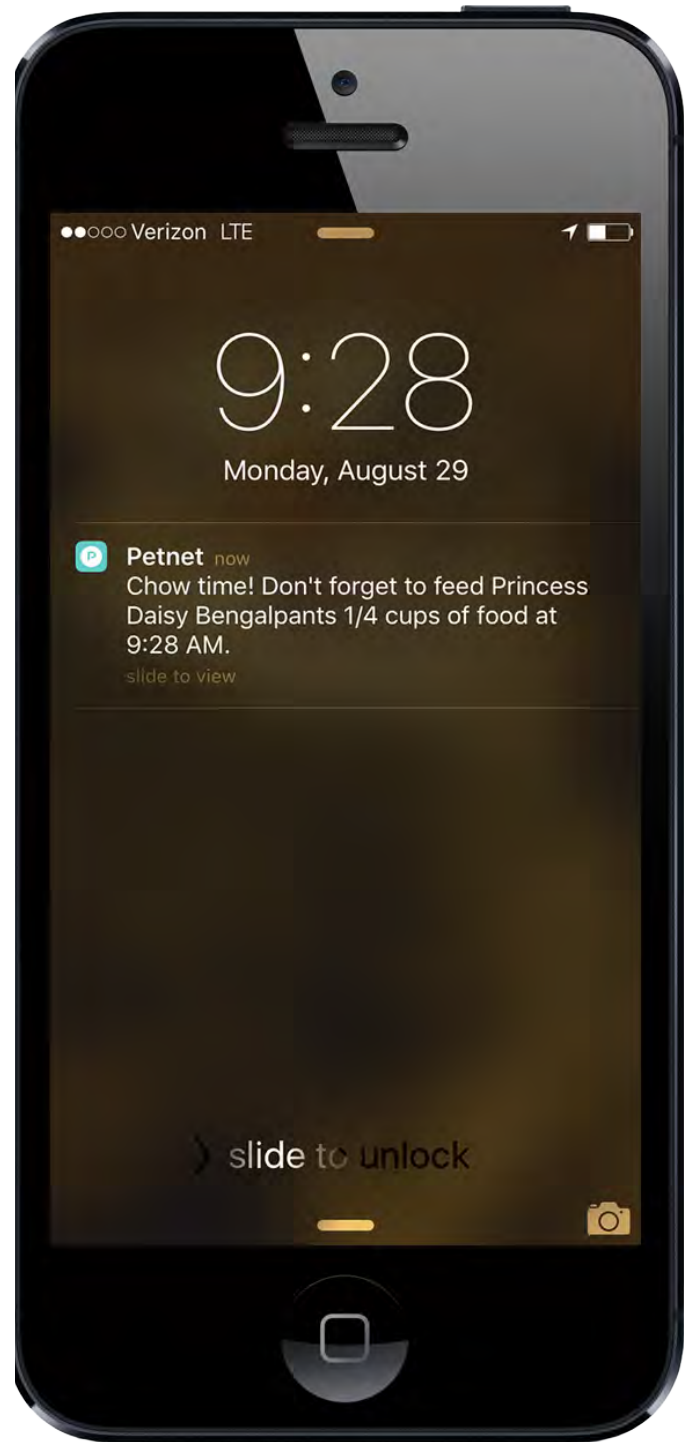 Verizon LTE
9:28
Monday, August 29
P
Petnet now
Chow time! Don't forget to feed Princess
Daisy Bengalpants 1/4 cups of food at
9:28 AM.
slide to view
slide to unlock